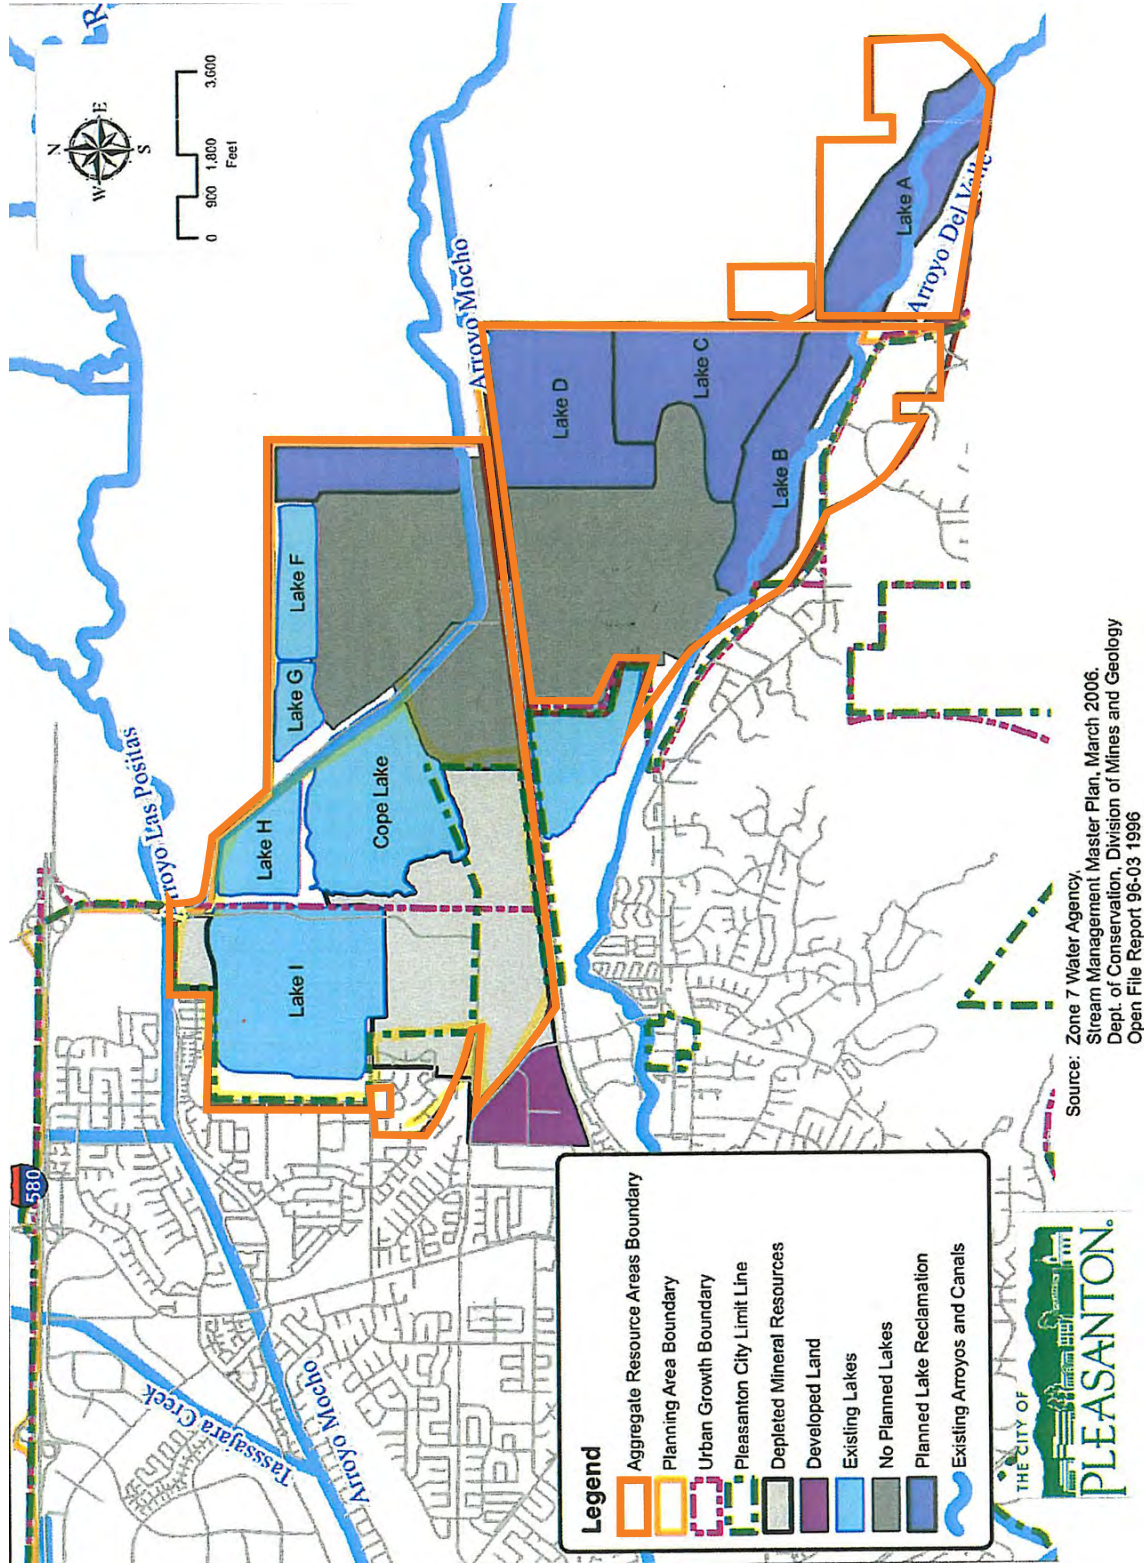 580
Tasssajara Creek
Arroyo Mocho
Arroyo Las Positas
Arroyo Mocho
Arroyo Del Valle
Lake I
Lake H
Cope Lake
Lake G
Lake F
Lake D
Lake C
Lake B
Lake A
N
W
E
S
0
900
1,800
3,600
Feet
Legend
Aggregate Resource Areas Boundary
Planning Area Boundary
Urban Growth Boundary
Pleasanton City Limit Line
Depleted Mineral Resources
Developed Land
Existing Lakes
No Planned Lakes
Planned Lake Reclamation
Existing Arroyos and Canals
THE CITY OF
PLEASANTON.
Source: Zone 7 Water Agency,
Stream Management Master Plan, March 2006.
Dept. of Conservation, Division of Mines and Geology
Open File Report 96-03 1996